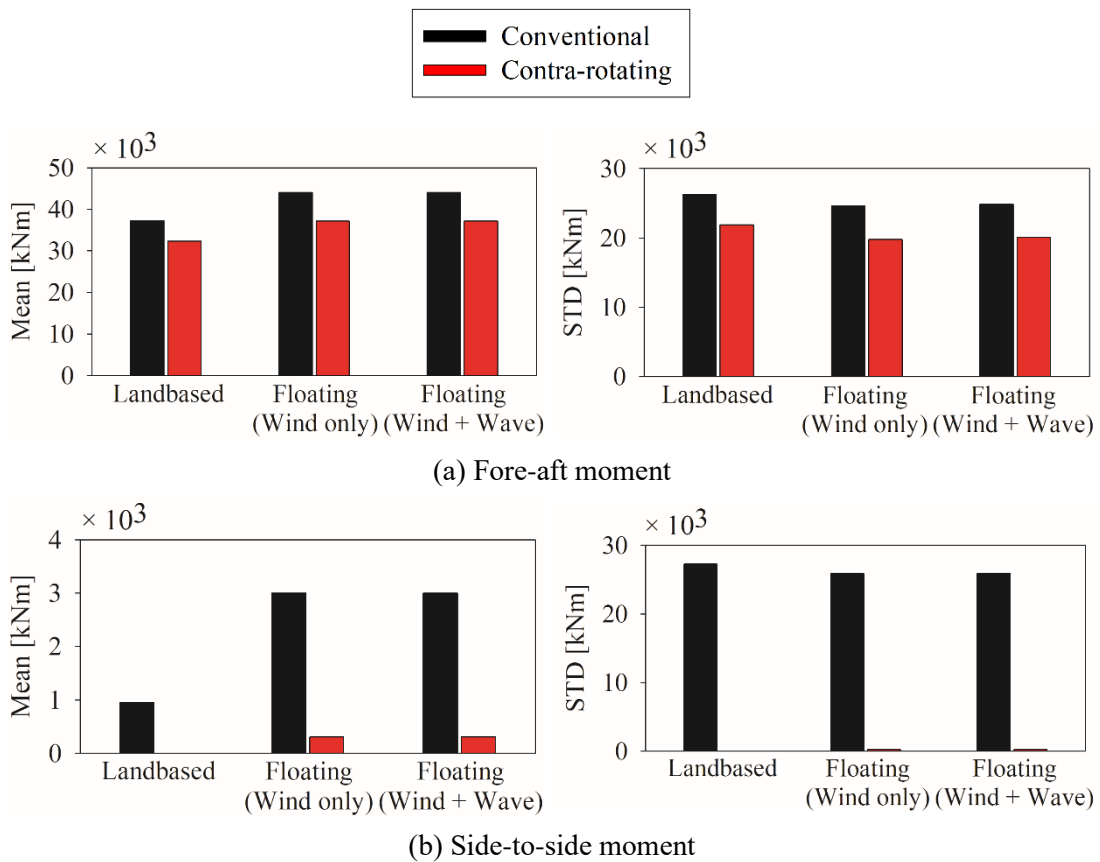 Conventional
Contra-rotating
× 10³
50
40
30
20
10
0
Mean [kNm]
Landbased
Floating
(Wind only)
Floating
(Wind + Wave)
× 10³
30
20
10
0
STD [kNm]
Landbased
Floating
(Wind only)
Floating
(Wind + Wave)
(a) Fore-aft moment
× 10³
4
3
2
1
0
Mean [kNm]
Landbased
Floating
(Wind only)
Floating
(Wind + Wave)
× 10³
30
20
10
0
STD [kNm]
Landbased
Floating
(Wind only)
Floating
(Wind + Wave)
(b) Side-to-side moment